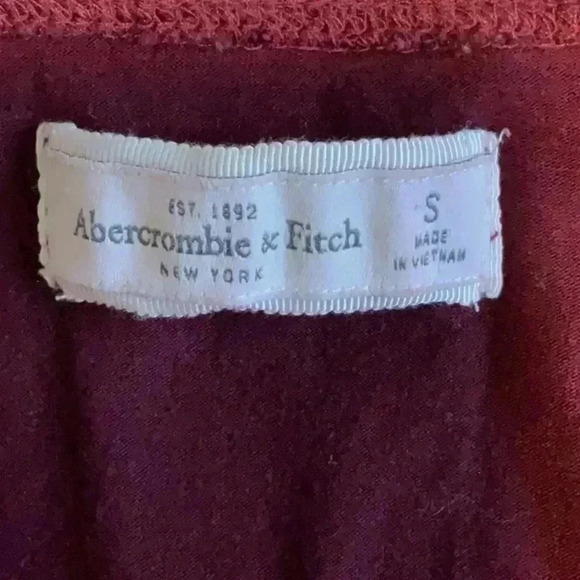 EST. 1892
Abercrombie & Fitch
NEW YORK
S
MADE
IN VIETNAM